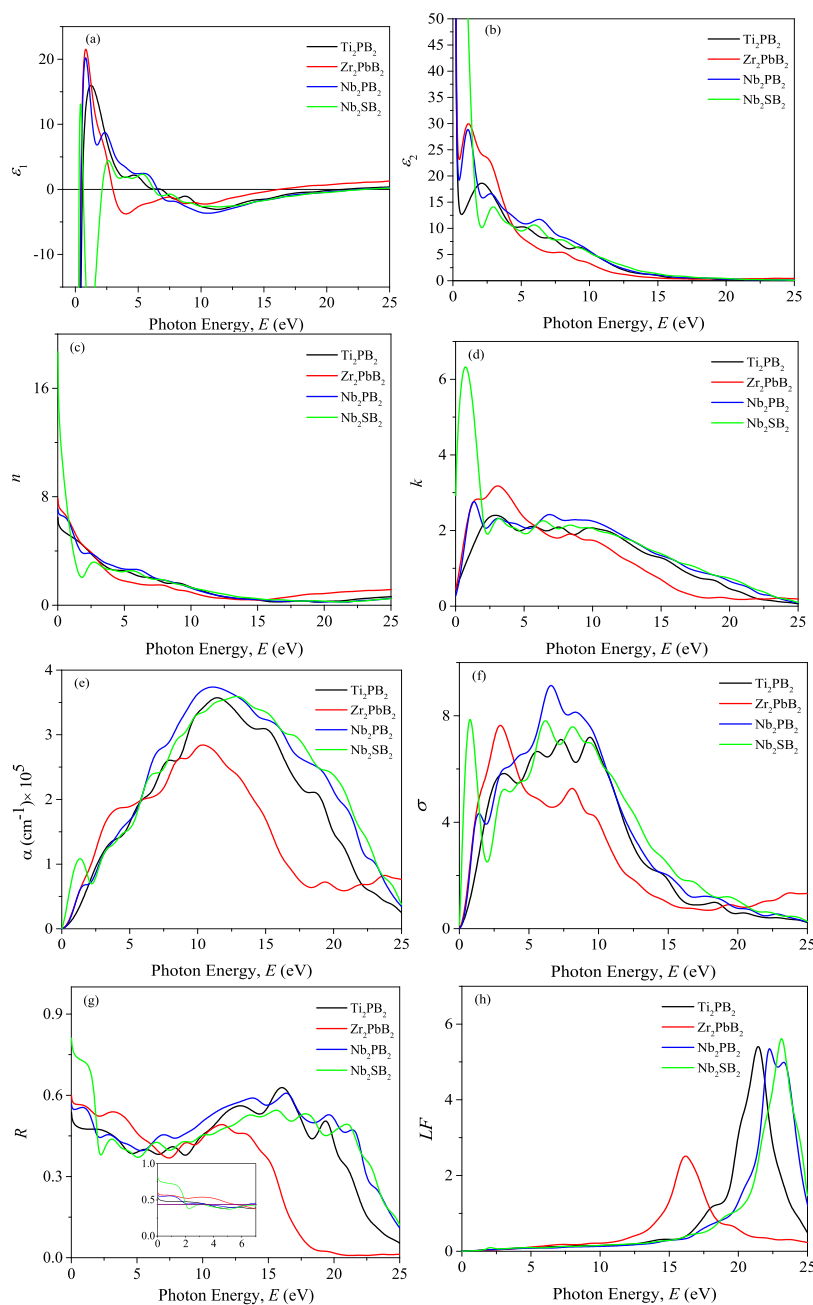 (a)
Ti₂PB₂
Zr₂PbB₂
Nb₂PB₂
Nb₂SB₂
20
10
0
-10
ε₁
0 5 10 15 20 25
Photon Energy, E (eV)
(b)
Ti₂PB₂
Zr₂PbB₂
Nb₂PB₂
Nb₂SB₂
50
45
40
35
30
25
20
15
10
5
0
ε₂
0 5 10 15 20 25
Photon Energy, E (eV)
(c)
Ti₂PB₂
Zr₂PbB₂
Nb₂PB₂
Nb₂SB₂
16
8
0
n
0 5 10 15 20 25
Photon Energy, E (eV)
(d)
Ti₂PB₂
Zr₂PbB₂
Nb₂PB₂
Nb₂SB₂
6
4
2
0
k
0 5 10 15 20 25
Photon Energy, E (eV)
(e)
Ti₂PB₂
Zr₂PbB₂
Nb₂PB₂
Nb₂SB₂
4
3
2
1
0
α (cm⁻¹)× 10⁵
0 5 10 15 20 25
Photon Energy, E (eV)
(f)
Ti₂PB₂
Zr₂PbB₂
Nb₂PB₂
Nb₂SB₂
8
4
0
σ
0 5 10 15 20 25
Photon Energy, E (eV)
(g)
Ti₂PB₂
Zr₂PbB₂
Nb₂PB₂
Nb₂SB₂
0.9
0.6
0.3
0.0
R
1.0
0.5
0.0
0 2 4 6
0 5 10 15 20 25
Photon Energy, E (eV)
(h)
Ti₂PB₂
Zr₂PbB₂
Nb₂PB₂
Nb₂SB₂
6
4
2
0
LF
0 5 10 15 20 25
Photon Energy, E (eV)